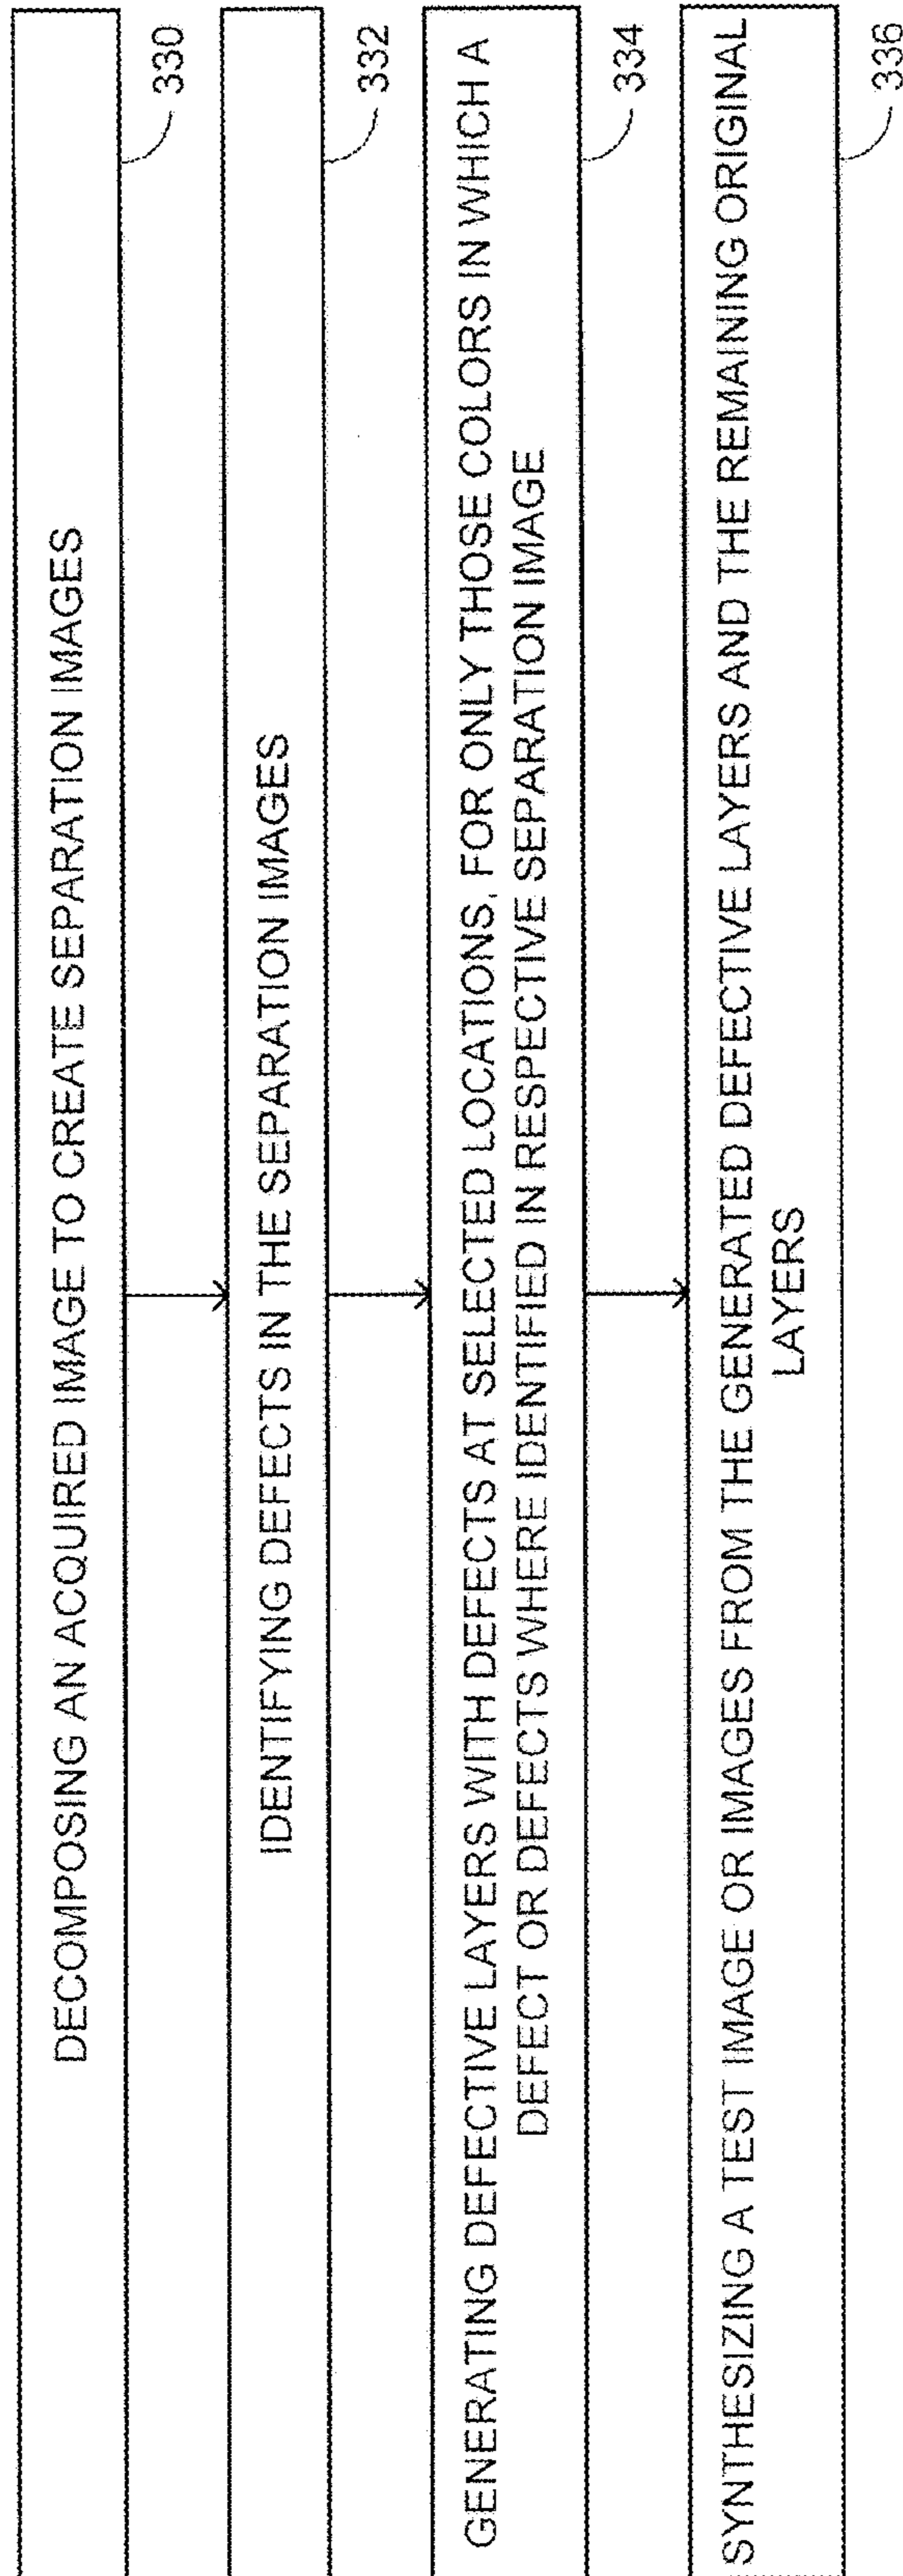 DECOMPOSING AN ACQUIRED IMAGE TO CREATE SEPARATION IMAGES
330
IDENTIFYING DEFECTS IN THE SEPARATION IMAGES
332
GENERATING DEFECTIVE LAYERS WITH DEFECTS AT SELECTED LOCATIONS, FOR ONLY THOSE COLORS IN WHICH A
DEFECT OR DEFECTS WHERE IDENTIFIED IN RESPECTIVE SEPARATION IMAGE
334
SYNTHESIZING A TEST IMAGE OR IMAGES FROM THE GENERATED DEFECTIVE LAYERS AND THE REMAINING ORIGINAL
LAYERS
336